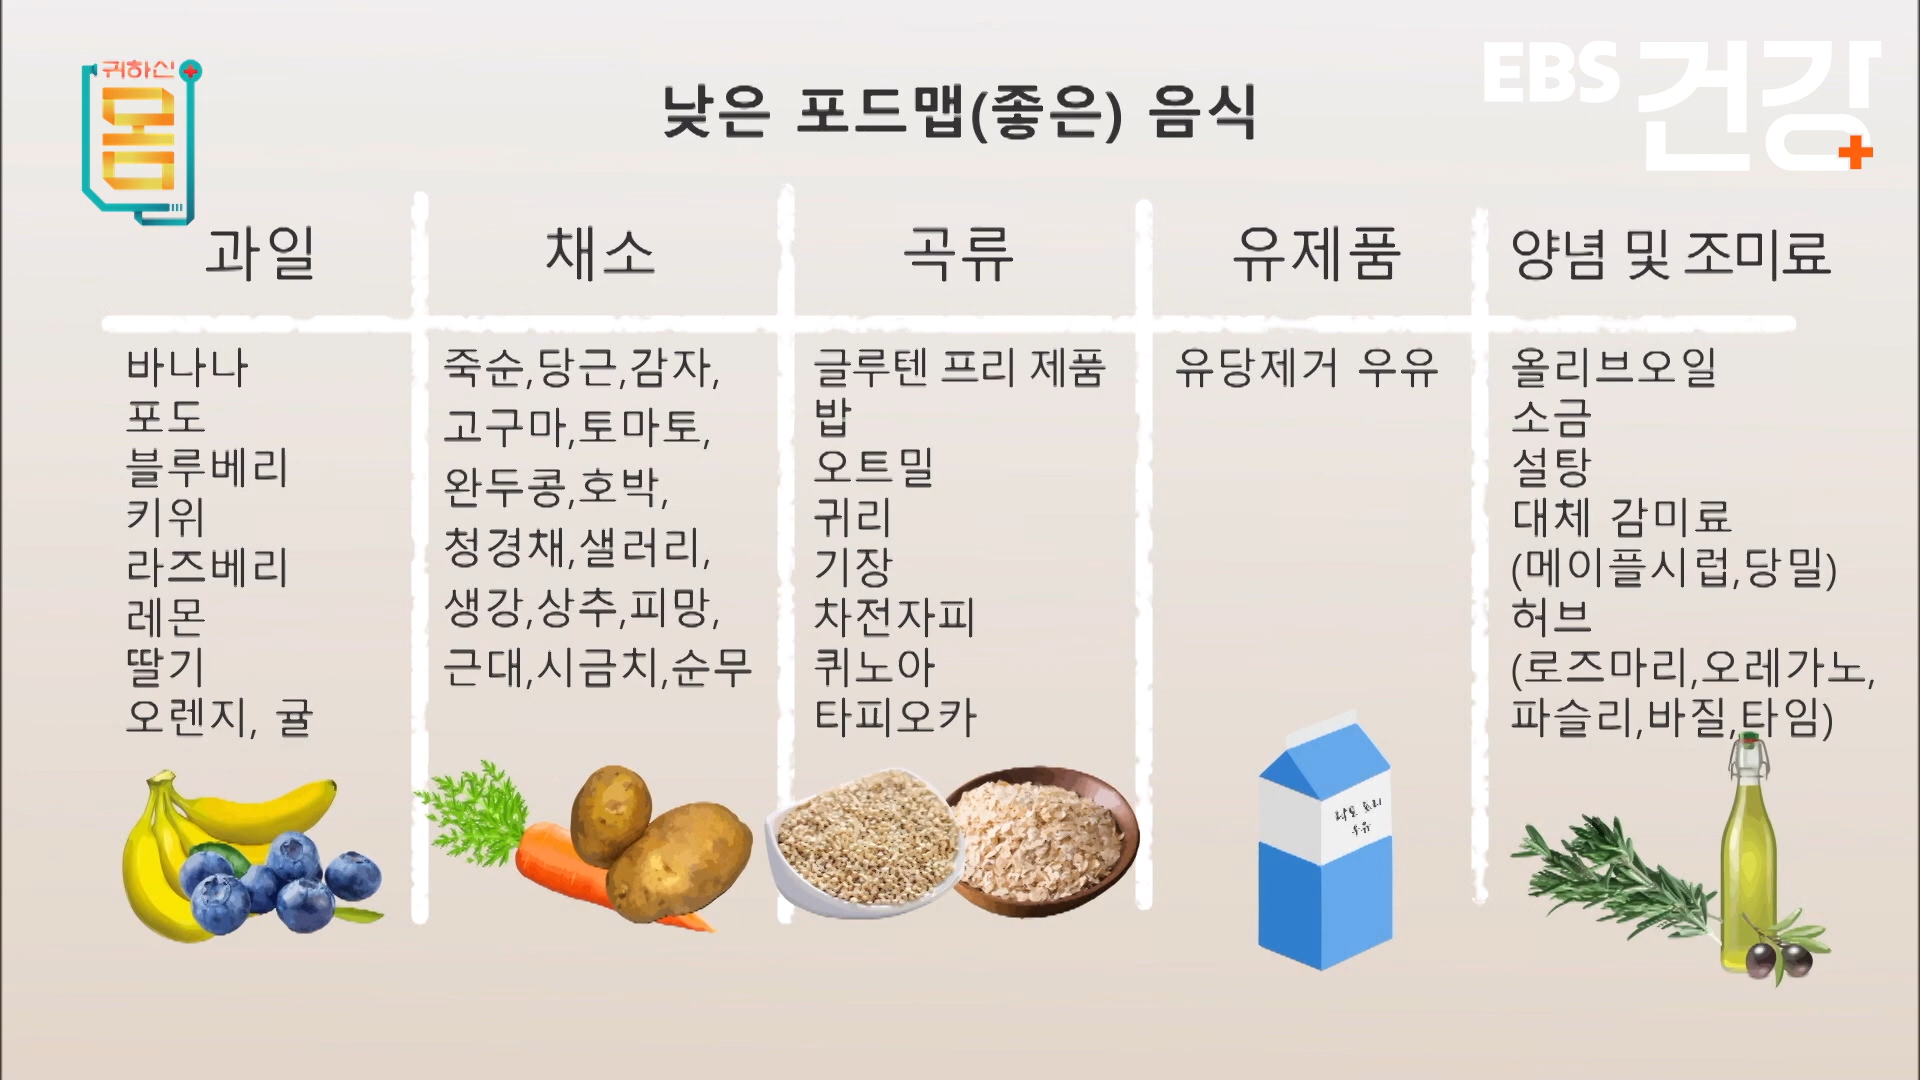 귀하신
몸
EBS 건강
낮은 포드맵(좋은) 음식
과일
바나나
포도
블루베리
키위
라즈베리
레몬
딸기
오렌지, 귤
채소
죽순,당근,감자,
고구마,토마토,
완두콩,호박,
청경채,샐러리,
생강,상추,피망,
근대,시금치,순무
곡류
글루텐 프리 제품
밥
오트밀
귀리
기장
차전자피
퀴노아
타피오카
유제품
유당제거 우유
우유
양념 및 조미료
올리브오일
소금
설탕
대체 감미료
(메이플시럽,당밀)
허브
(로즈마리,오레가노,
파슬리,바질,타임)